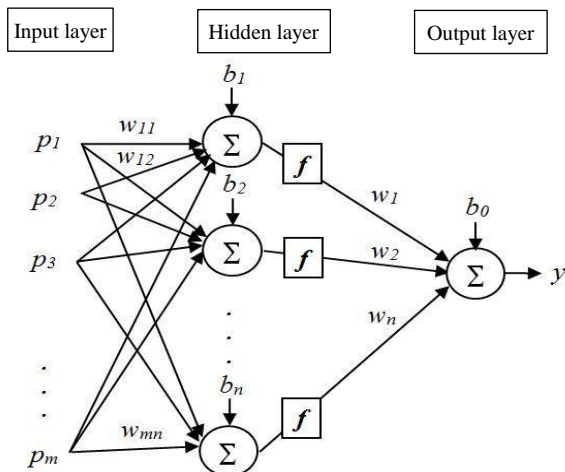 Input layer
Hidden layer
Output layer
b1
p1
w11
Σ
w12
f
p2
b2
w1
b0
p3
Σ
f
w2
Σ
y
wn
.
.
.
.
.
.
bn
f
pm
wmn
Σ